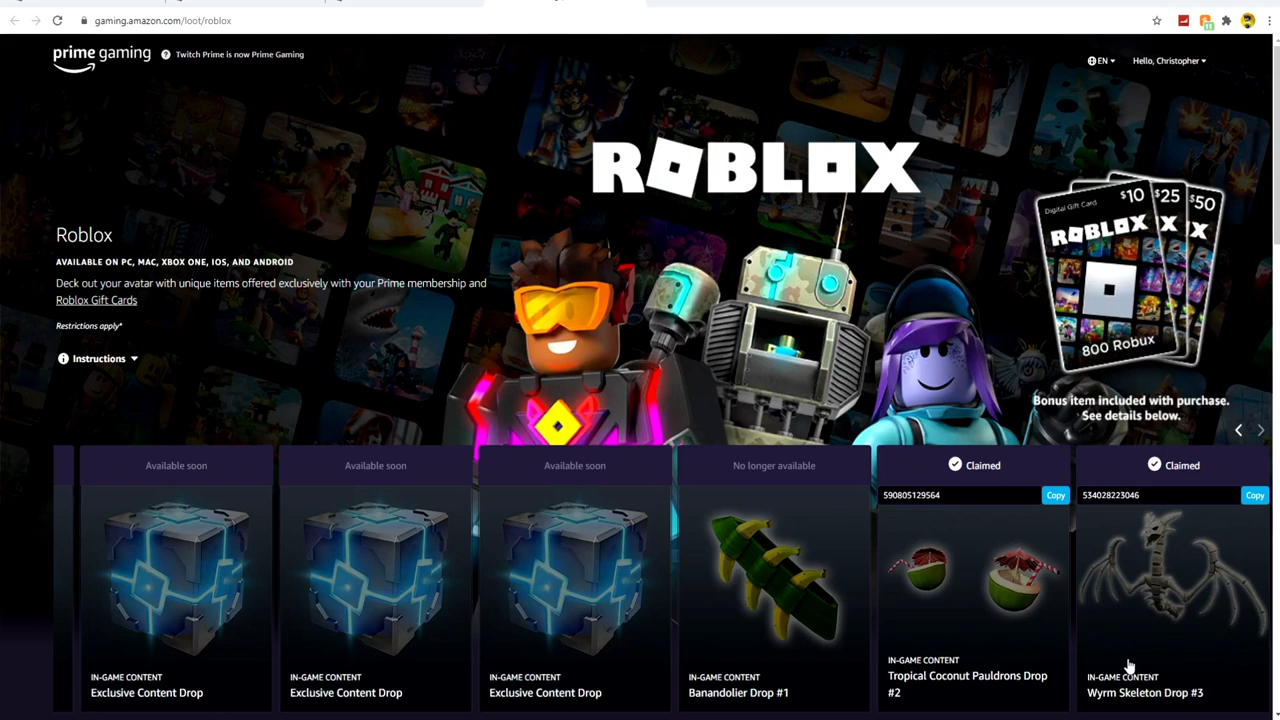 gaming.amazon.com/loot/roblox
11
prime gaming
Twitch Prime is now Prime Gaming
EN
Hello, Christopher
ROBLOX
Digital Gift Card
$10
$25
$50
ROBLOX
X
X
800 Robux
Roblox
AVAILABLE ON PC, MAC, XBOX ONE, IOS, AND ANDROID
Deck out your avatar with unique items offered exclusively with your Prime membership and
Roblox Gift Cards
Restrictions apply*
Instructions
Bonus item included with purchase.
See details below.
Available soon
IN-GAME CONTENT
Exclusive Content Drop
Available soon
IN-GAME CONTENT
Exclusive Content Drop
Available soon
IN-GAME CONTENT
Exclusive Content Drop
No longer available
IN-GAME CONTENT
Banandolier Drop #1
Claimed
590805129564
Copy
IN-GAME CONTENT
Tropical Coconut Pauldrons Drop
#2
Claimed
534028223046
Copy
IN-GAME CONTENT
Wyrm Skeleton Drop #3